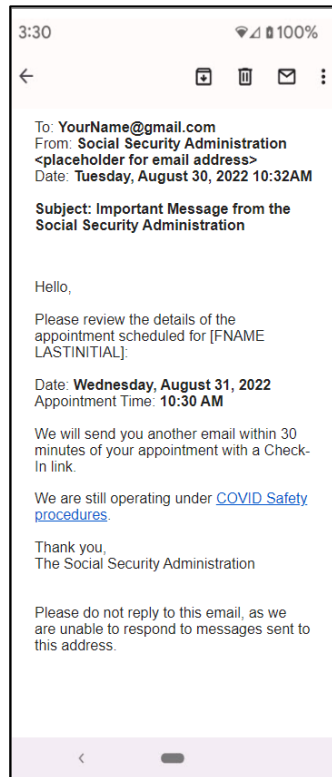 3:30 100%
To: YourName@gmail.com
From: Social Security Administration
<placeholder for email address>
Date: Tuesday, August 30, 2022 10:32AM
Subject: Important Message from the
Social Security Administration
Hello,
Please review the details of the
appointment scheduled for [FNAME
LASTINITIAL]:
Date: Wednesday, August 31, 2022
Appointment Time: 10:30 AM
We will send you another email within 30
minutes of your appointment with a Check-
In link.
We are still operating under COVID Safety
procedures.
Thank you,
The Social Security Administration
Please do not reply to this email, as we
are unable to respond to messages sent to
this address.